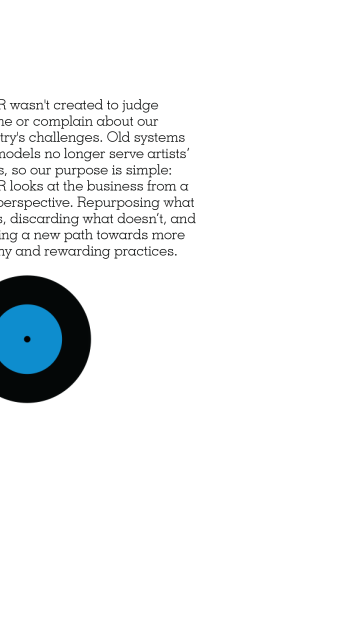 R wasn't created to judge
or complain about our
try's challenges. Old systems
models no longer serve artists’
s, so our purpose is simple:
R looks at the business from a
perspective. Repurposing what
s, discarding what doesn’t, and
ing a new path towards more
and rewarding practices.